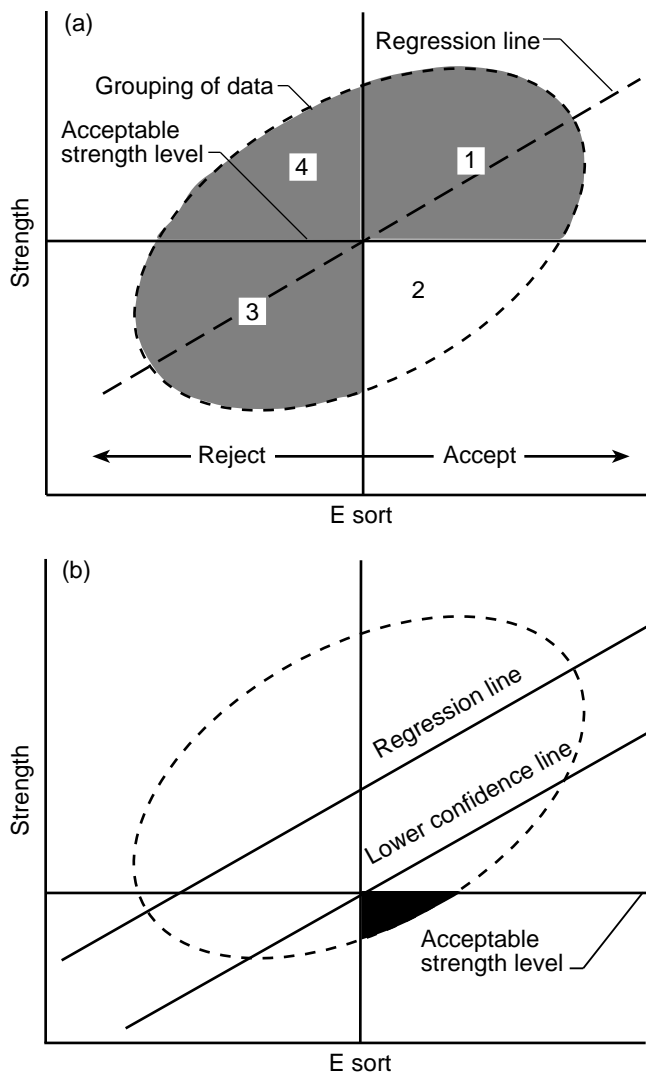 (a)
Regression
line
Grouping of data
Acceptable
strength level
4
1
Strength
3
2
Reject
Accept
E sort
(b)
Regression line
Lower confidence line
Strength
Acceptable
strength level
E sort